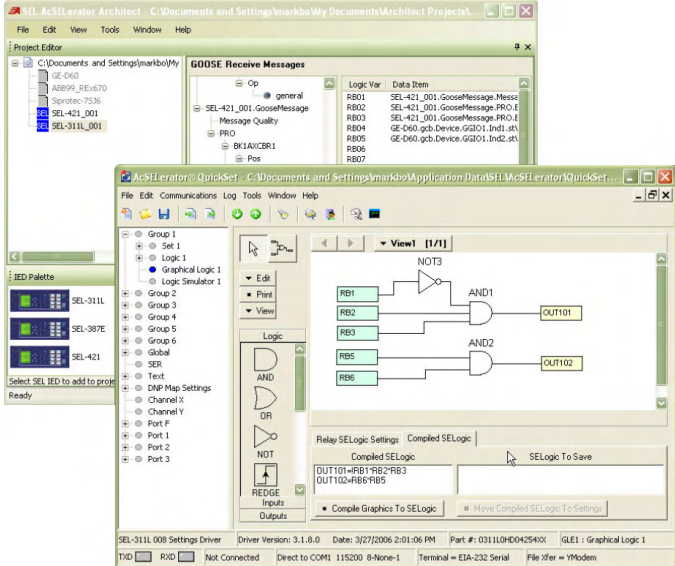 SEL AcSELerator Architect - C:\Documents and Settings\markbo\My Documents\Architect Projects\...
File Edit View Tools Window Help
Project Editor
C:\Documents and Settings\markbo\My
GE-D60
ABB99_REx670
Siprotec-7SJ6
SEL SEL-421_001
SEL SEL-311L_001
GOOSE Receive Messages
Op
general
SEL-421_001.GooseMessage
Message Quality
PRO
BK1AXCBR1
Pos
Logic Var Data Item
RB01 SEL-421_001.GooseMessage.Messa
RB02 SEL-421_001.GooseMessage.PRO.B
RB03 SEL-421_001.GooseMessage.PRO.B
RB04 GE-D60.gcb.Device.GGIO1.Ind1.st\
RB05 GE-D60.gcb.Device.GGIO1.Ind2.st\
RB06
RB07
IED Palette
SEL-311L
SEL-387E
SEL-421
Select SEL IED to add to proje
Ready
AcSELerator® QuickSet - C:\Documents and Settings\markbo\Application Data\SEL\AcSELerator\QuickSet...
File Edit Communications Log Tools Window Help
Group 1
Set 1
Logic 1
Graphical Logic 1
Logic Simulator 1
Group 2
Group 3
Group 4
Group 5
Group 6
Global
SER
Text
DNP Map Settings
Channel X
Channel Y
Port F
Port 1
Port 2
Port 3
Edit
Print
View
Logic
AND
OR
NOT
REDGE
Inputs
Outputs
View1 [1/1]
NOT3
RB1
AND1
RB2
OUT101
RB3
AND2
RB5
OUT102
RB6
Relay SELogic Settings Compiled SELogic
Compiled SELogic SELogic To Save
OUT101=!RB1*RB2*RB3
OUT102=RB6*RB5
Compile Graphics To SELogic Move Compiled SELogic To Settings
SEL-311L 008 Settings Driver Driver Version: 3.1.8.0 Date: 3/27/2006 2:01:06 PM Part #: 0311L0HD04254XX GLE1 : Graphical Logic 1
TXD RXD Not Connected Direct to COM1 115200 8-None-1 Terminal = EIA-232 Serial File Xfer = YModem